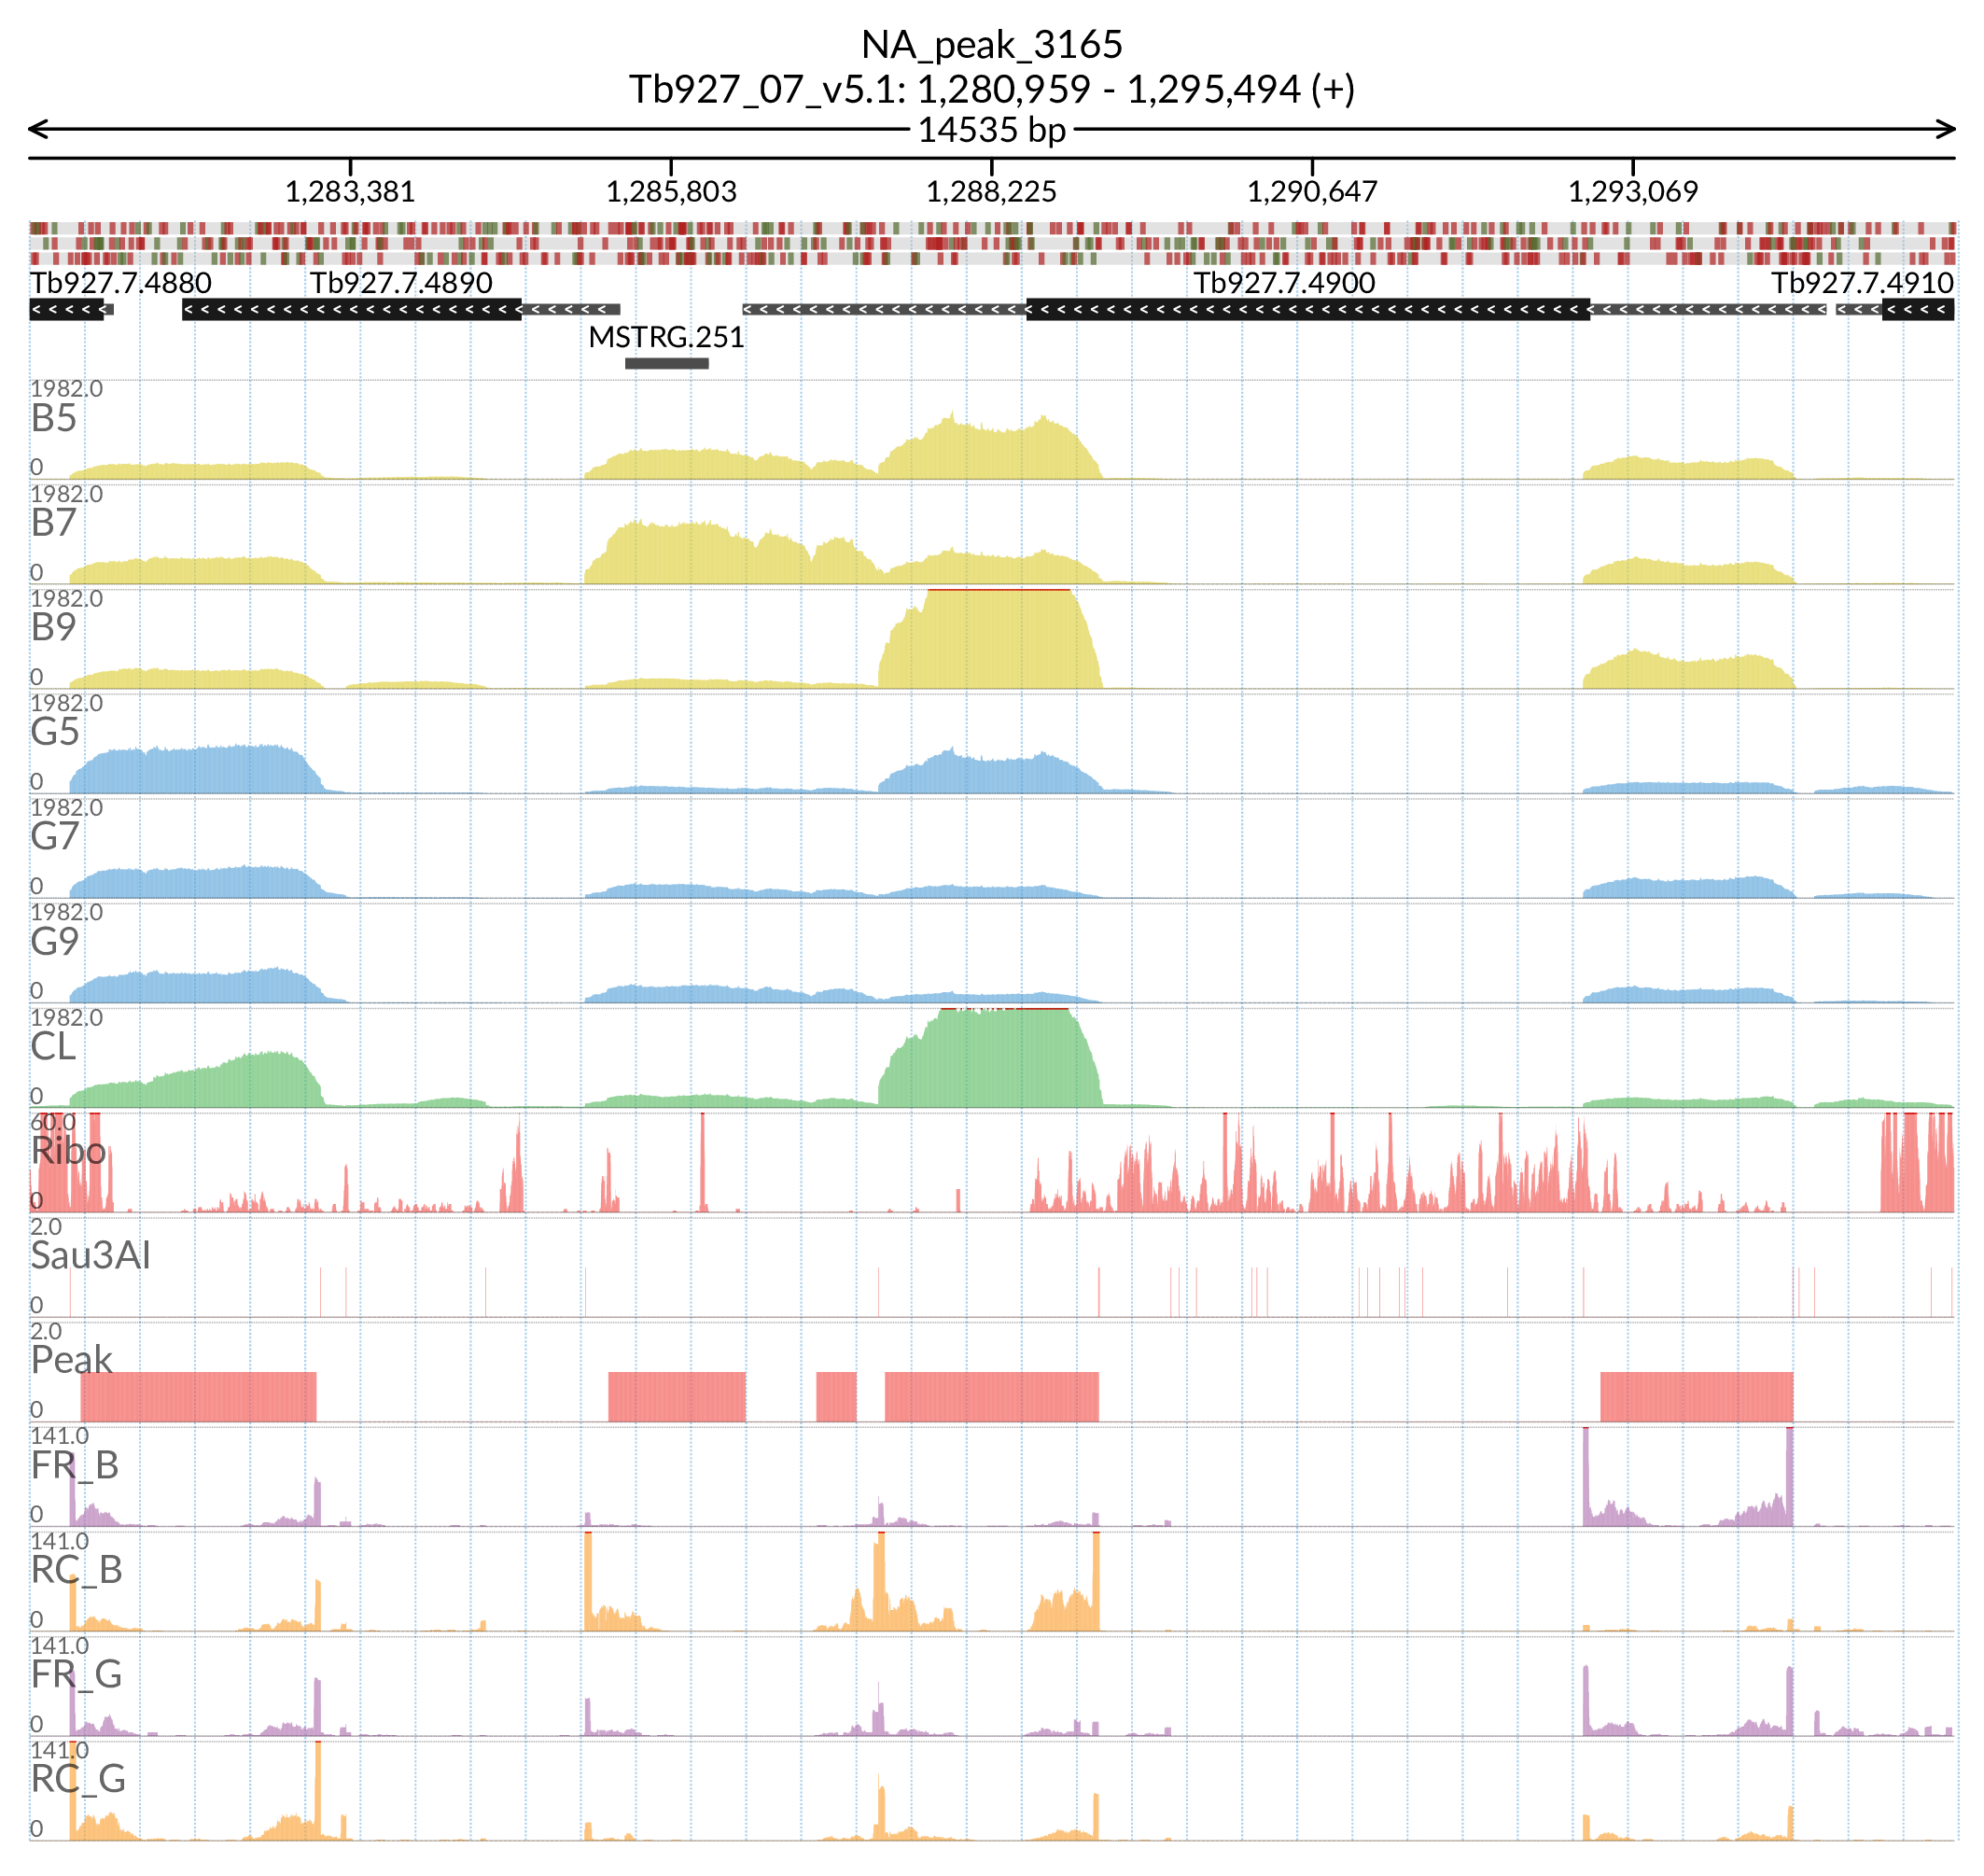 NA_peak_3165
Tb927_07_v5.1: 1,280,959 - 1,295,494 (+)
14535 bp
1,283,381 1,285,803 1,288,225 1,290,647 1,293,069
Tb927.7.4880 Tb927.7.4890 Tb927.7.4900 Tb927.7.4910
MSTRG.251
1982.0
B5
0
1982.0
B7
0
1982.0
B9
0
1982.0
G5
0
1982.0
G7
0
1982.0
G9
0
1982.0
CL
0
60.0
Ribo
0
2.0
Sau3AI
0
2.0
Peak
0
141.0
FR_B
0
141.0
RC_B
0
141.0
FR_G
0
141.0
RC_G
0